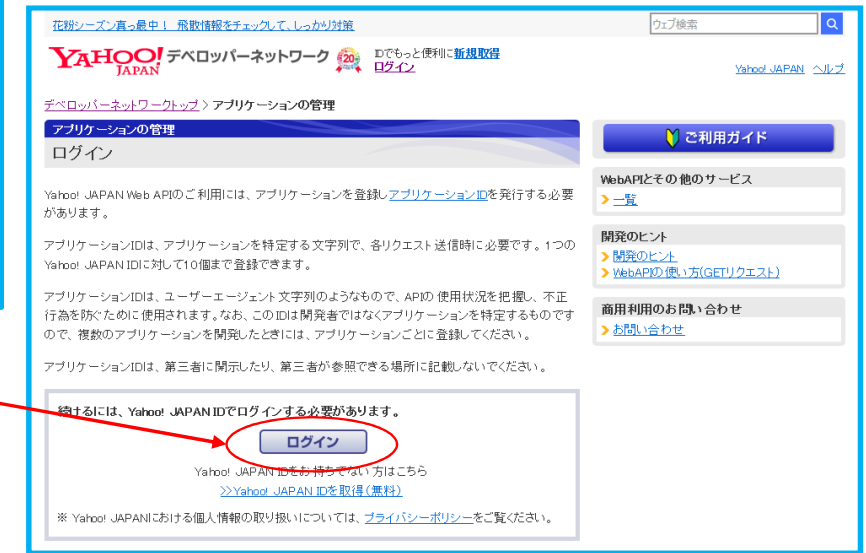 花粉シーズン真っ最中！ 飛散情報をチェックして、しっかり対策
ウェブ検索
YAHOO! JAPAN デベロッパーネットワーク 20
IDでもっと便利に新規取得
ログイン
Yahoo! JAPAN ヘルプ
デベロッパーネットワークトップ > アプリケーションの管理
アプリケーションの管理
ログイン
Yahoo! JAPAN Web APIのご利用には、アプリケーションを登録しアプリケーションIDを発行する必要
があります。
アプリケーションIDは、アプリケーションを特定する文字列で、各リクエスト送信時に必要です。1つの
Yahoo! JAPAN IDに対して10個まで登録できます。
アプリケーションIDは、ユーザーエージェント文字列のようなもので、APIの使用状況を把握し、不正
行為を防ぐために使用されます。なお、このIDは開発者ではなくアプリケーションを特定するものです
ので、複数のアプリケーションを開発したときには、アプリケーションごとに登録してください。
アプリケーションIDは、第三者に開示したり、第三者が参照できる場所に記載しないでください。
続けるには、Yahoo! JAPAN IDでログインする必要があります。
ログイン
Yahoo! JAPAN IDをお持ちでない方はこちら
>>Yahoo! JAPAN IDを取得(無料)
※ Yahoo! JAPANにおける個人情報の取り扱いについては、プライバシーポリシーをご覧ください。
ご利用ガイド
WebAPIとその他のサービス
一覧
開発のヒント
開発のヒント
WebAPIの使い方(GETリクエスト)
商用利用のお問い合わせ
お問い合わせ